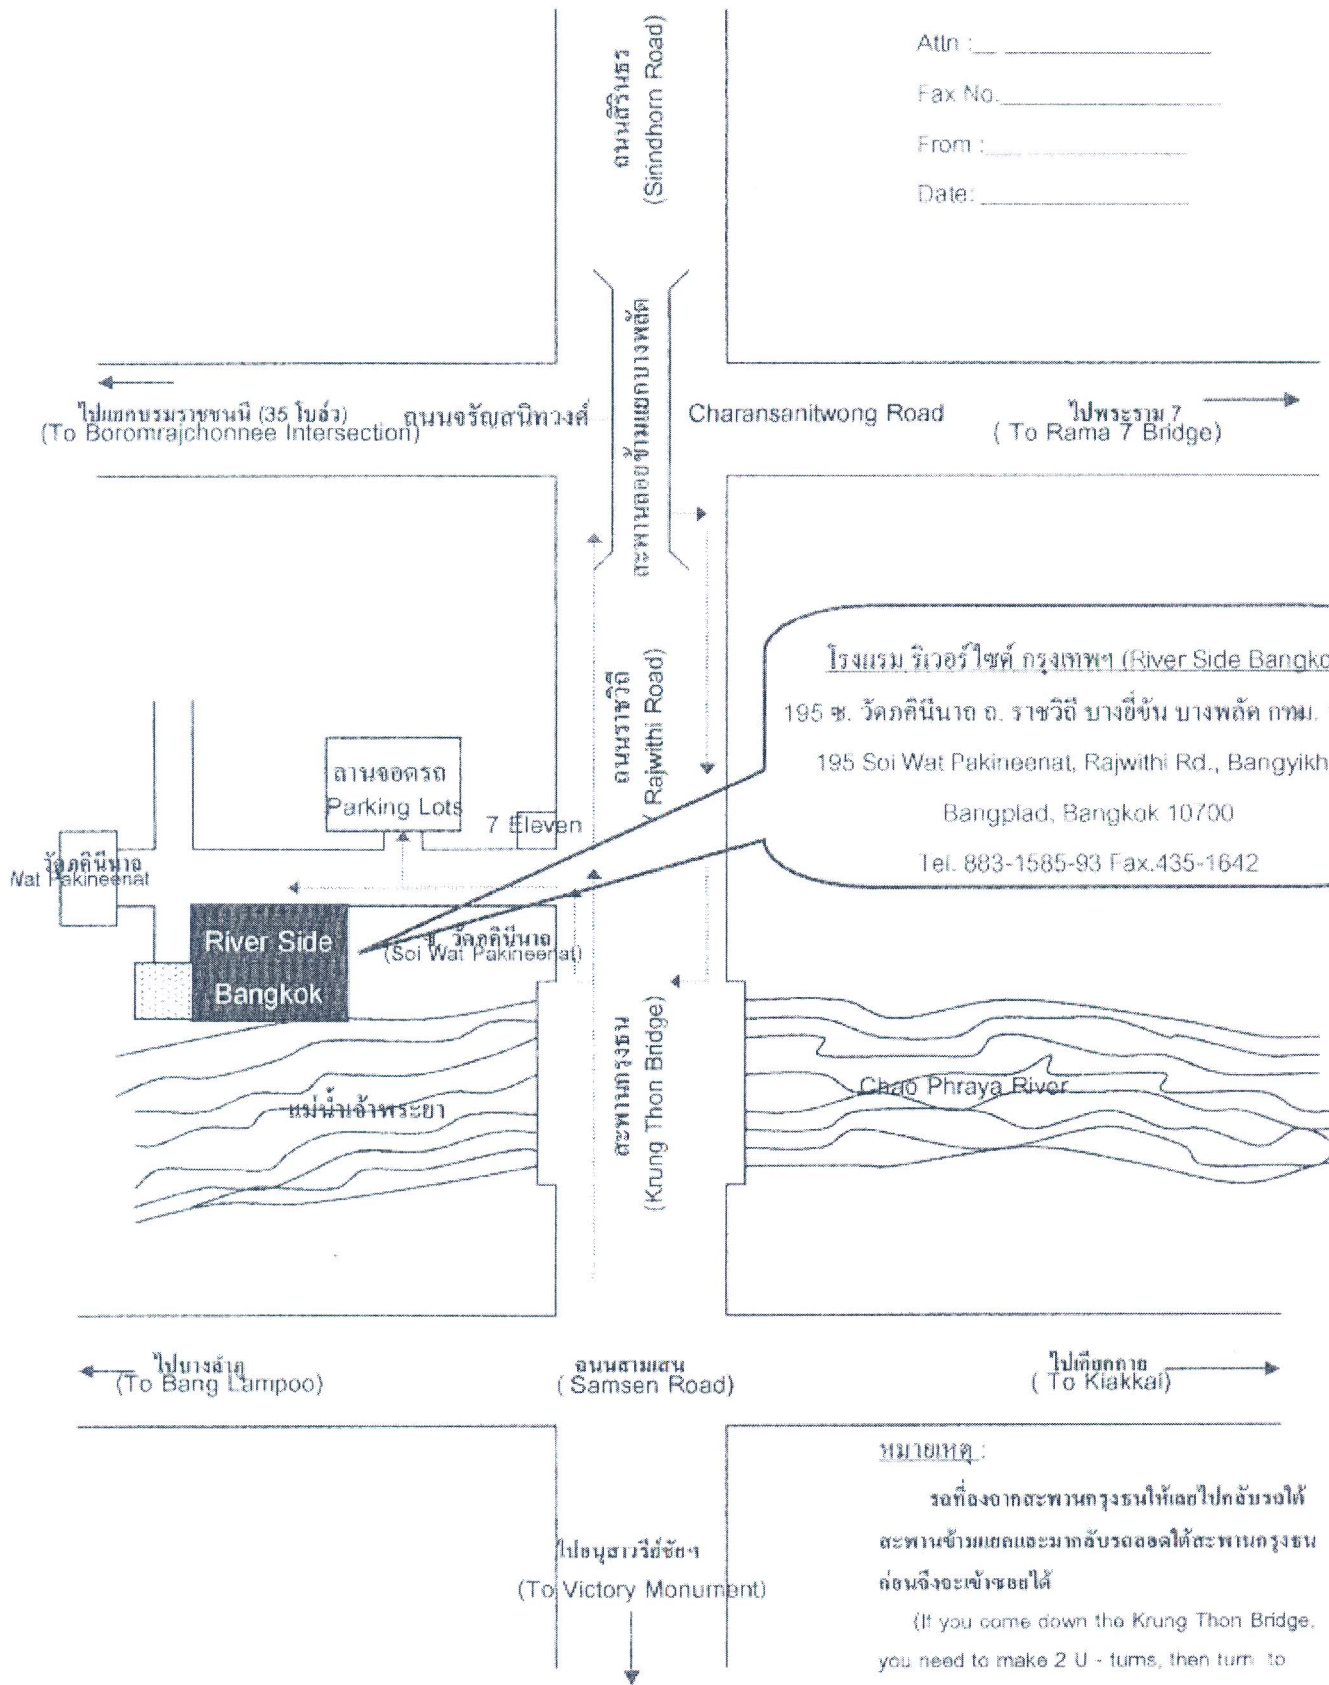 Attn :
Fax No.
From :
Date:
ถนนสิรินธร
(Sirindhorn Road)
สะพานลอยข้ามแยกบางพลัด
ไปแยกบรมราชชนนี (35 โบล์ว)
(To Boromrajchonnee Intersection)
ถนนจรัญสนิทวงศ์
Charansanitwong Road
ไปพระราม 7
( To Rama 7 Bridge)
ถนนราชวิถี
( Rajwithi Road)
โรงแรม ริเวอร์ไซด์ กรุงเทพฯ (River Side Bangko
195 ซ. วัดภคินีนาถ ถ. ราชวิถี บางยี่ขัน บางพลัด กทม.
195 Soi Wat Pakineenat, Rajwithi Rd., Bangyikh
Bangplad, Bangkok 10700
Tel. 883-1585-93 Fax.435-1642
ลานจอดรถ
Parking Lots
7 Eleven
วัดภคินีนาถ
Wat Pakineenat
River Side
Bangkok
ซ. วัดภคินีนาถ
(Soi Wat Pakineenat)
สะพานกรุงธน
(Krung Thon Bridge)
แม่น้ำเจ้าพระยา
Chao Phraya River
ไปบางลำภู
(To Bang Lampoo)
ถนนสามเสน
( Samsen Road)
ไปเกียกกาย
( To Kiakkai)
ไปอนุสาวรีย์ชัยฯ
(To Victory Monument)
หมายเหตุ :
รถที่ลงจากสะพานกรุงธนให้เลยไปกลับรถใต้
สะพานข้ามแยกและมากลับรถลอดใต้สะพานกรุงธน
ก่อนจึงจะเข้าซอยได้
(If you come down the Krung Thon Bridge,
you need to make 2 U - turns, then turn to